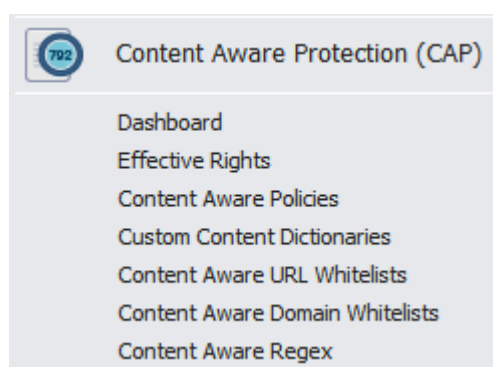 792
Content Aware Protection (CAP)
Dashboard
Effective Rights
Content Aware Policies
Custom Content Dictionaries
Content Aware URL Whitelists
Content Aware Domain Whitelists
Content Aware Regex